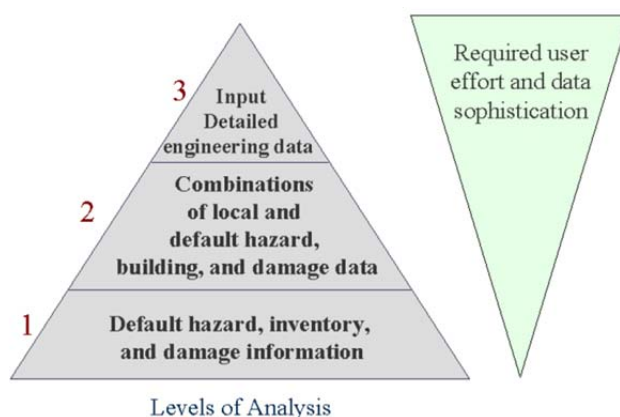 3
Input
Detailed
engineering data
2
Combinations
of local and
default hazard,
building, and damage data
1
Default hazard, inventory,
and damage information
Levels of Analysis
Required user
effort and data
sophistication